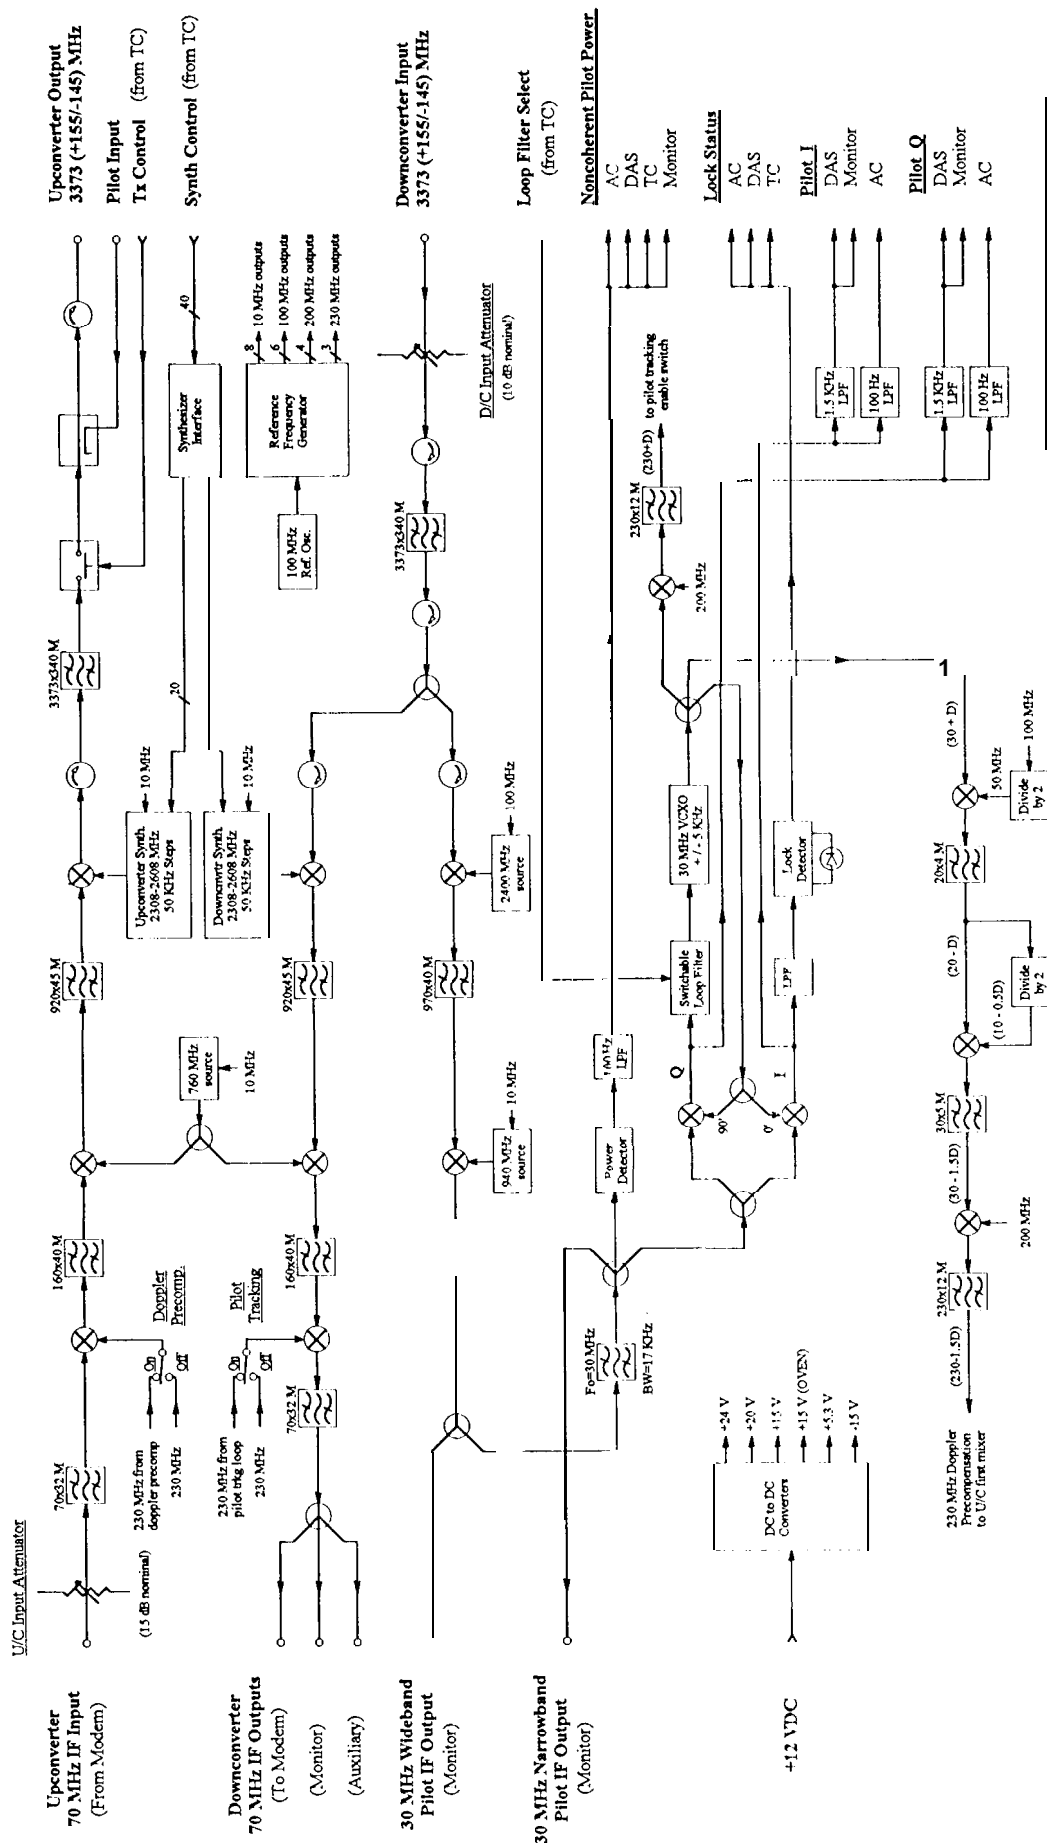 U/C Input Attenuator
Upconverter
70 MHz IF Input
(From Modem)
(15 dB nominal)
70x32 M
230 MHz from
doppler precomp
230 MHz
On
Off
Doppler
Precomp.
160x40 M
760 MHz
source
10 MHz
920x45 M
Upconverter Synth.
2308-2608 MHz
50 KHz Steps
10 MHz
Downcnvtr Synth.
2308-2608 MHz
50 KHz Steps
10 MHz
20
3373x340 M
Synthesizer
Interface
40
Upconverter Output
3373 (+155/-145) MHz
Pilot Input
Tx Control (from TC)
Synth Control (from TC)
100 MHz
Ref. Osc.
Reference
Frequency
Generator
8
10 MHz outputs
6
100 MHz outputs
4
200 MHz outputs
3
230 MHz outputs
Downconverter
70 MHz IF Outputs
(To Modem)
(Monitor)
(Auxiliary)
230 MHz from
pilot trkg loop
230 MHz
On
Off
Pilot
Tracking
70x32 M
160x40 M
920x45 M
3373x340 M
D/C Input Attenuator
(10 dB nominal)
Downconverter Input
3373 (+155/-145) MHz
30 MHz Wideband
Pilot IF Output
(Monitor)
940 MHz
source
10 MHz
970x40 M
2400 MHz
source
100 MHz
Loop Filter Select
(from TC)
30 MHz Narrowband
Pilot IF Output
(Monitor)
Fo=30 MHz
BW=17 KHz
Power
Detector
100 Hz
LPF
Noncoherent Pilot Power
AC
DAS
TC
Monitor
Q
I
90'
0'
Switchable
Loop Filter
30 MHz VCXO
+ / - 5 KHz
200 MHz
230x12 M
(230+D)
to pilot tracking
enable switch
LPF
Lock
Detector
Lock Status
AC
DAS
TC
1.5 KHz
LPF
100 Hz
LPF
Pilot I
DAS
Monitor
AC
1.5 KHz
LPF
100 Hz
LPF
Pilot Q
DAS
Monitor
AC
+12 VDC
DC to DC
Converters
+24 V
+20 V
+15 V
+15 V (OVEN)
+5.3 V
-15 V
1
(30 + D)
50 MHz
Divide
by 2
100 MHz
20x4 M
(20 - D)
Divide
by 2
(10 - 0.5D)
30x5 M
(30 - 1.5D)
200 MHz
230x12 M
(230-1.5D)
230 MHz Doppler
Precompensation
to U/C first mixer